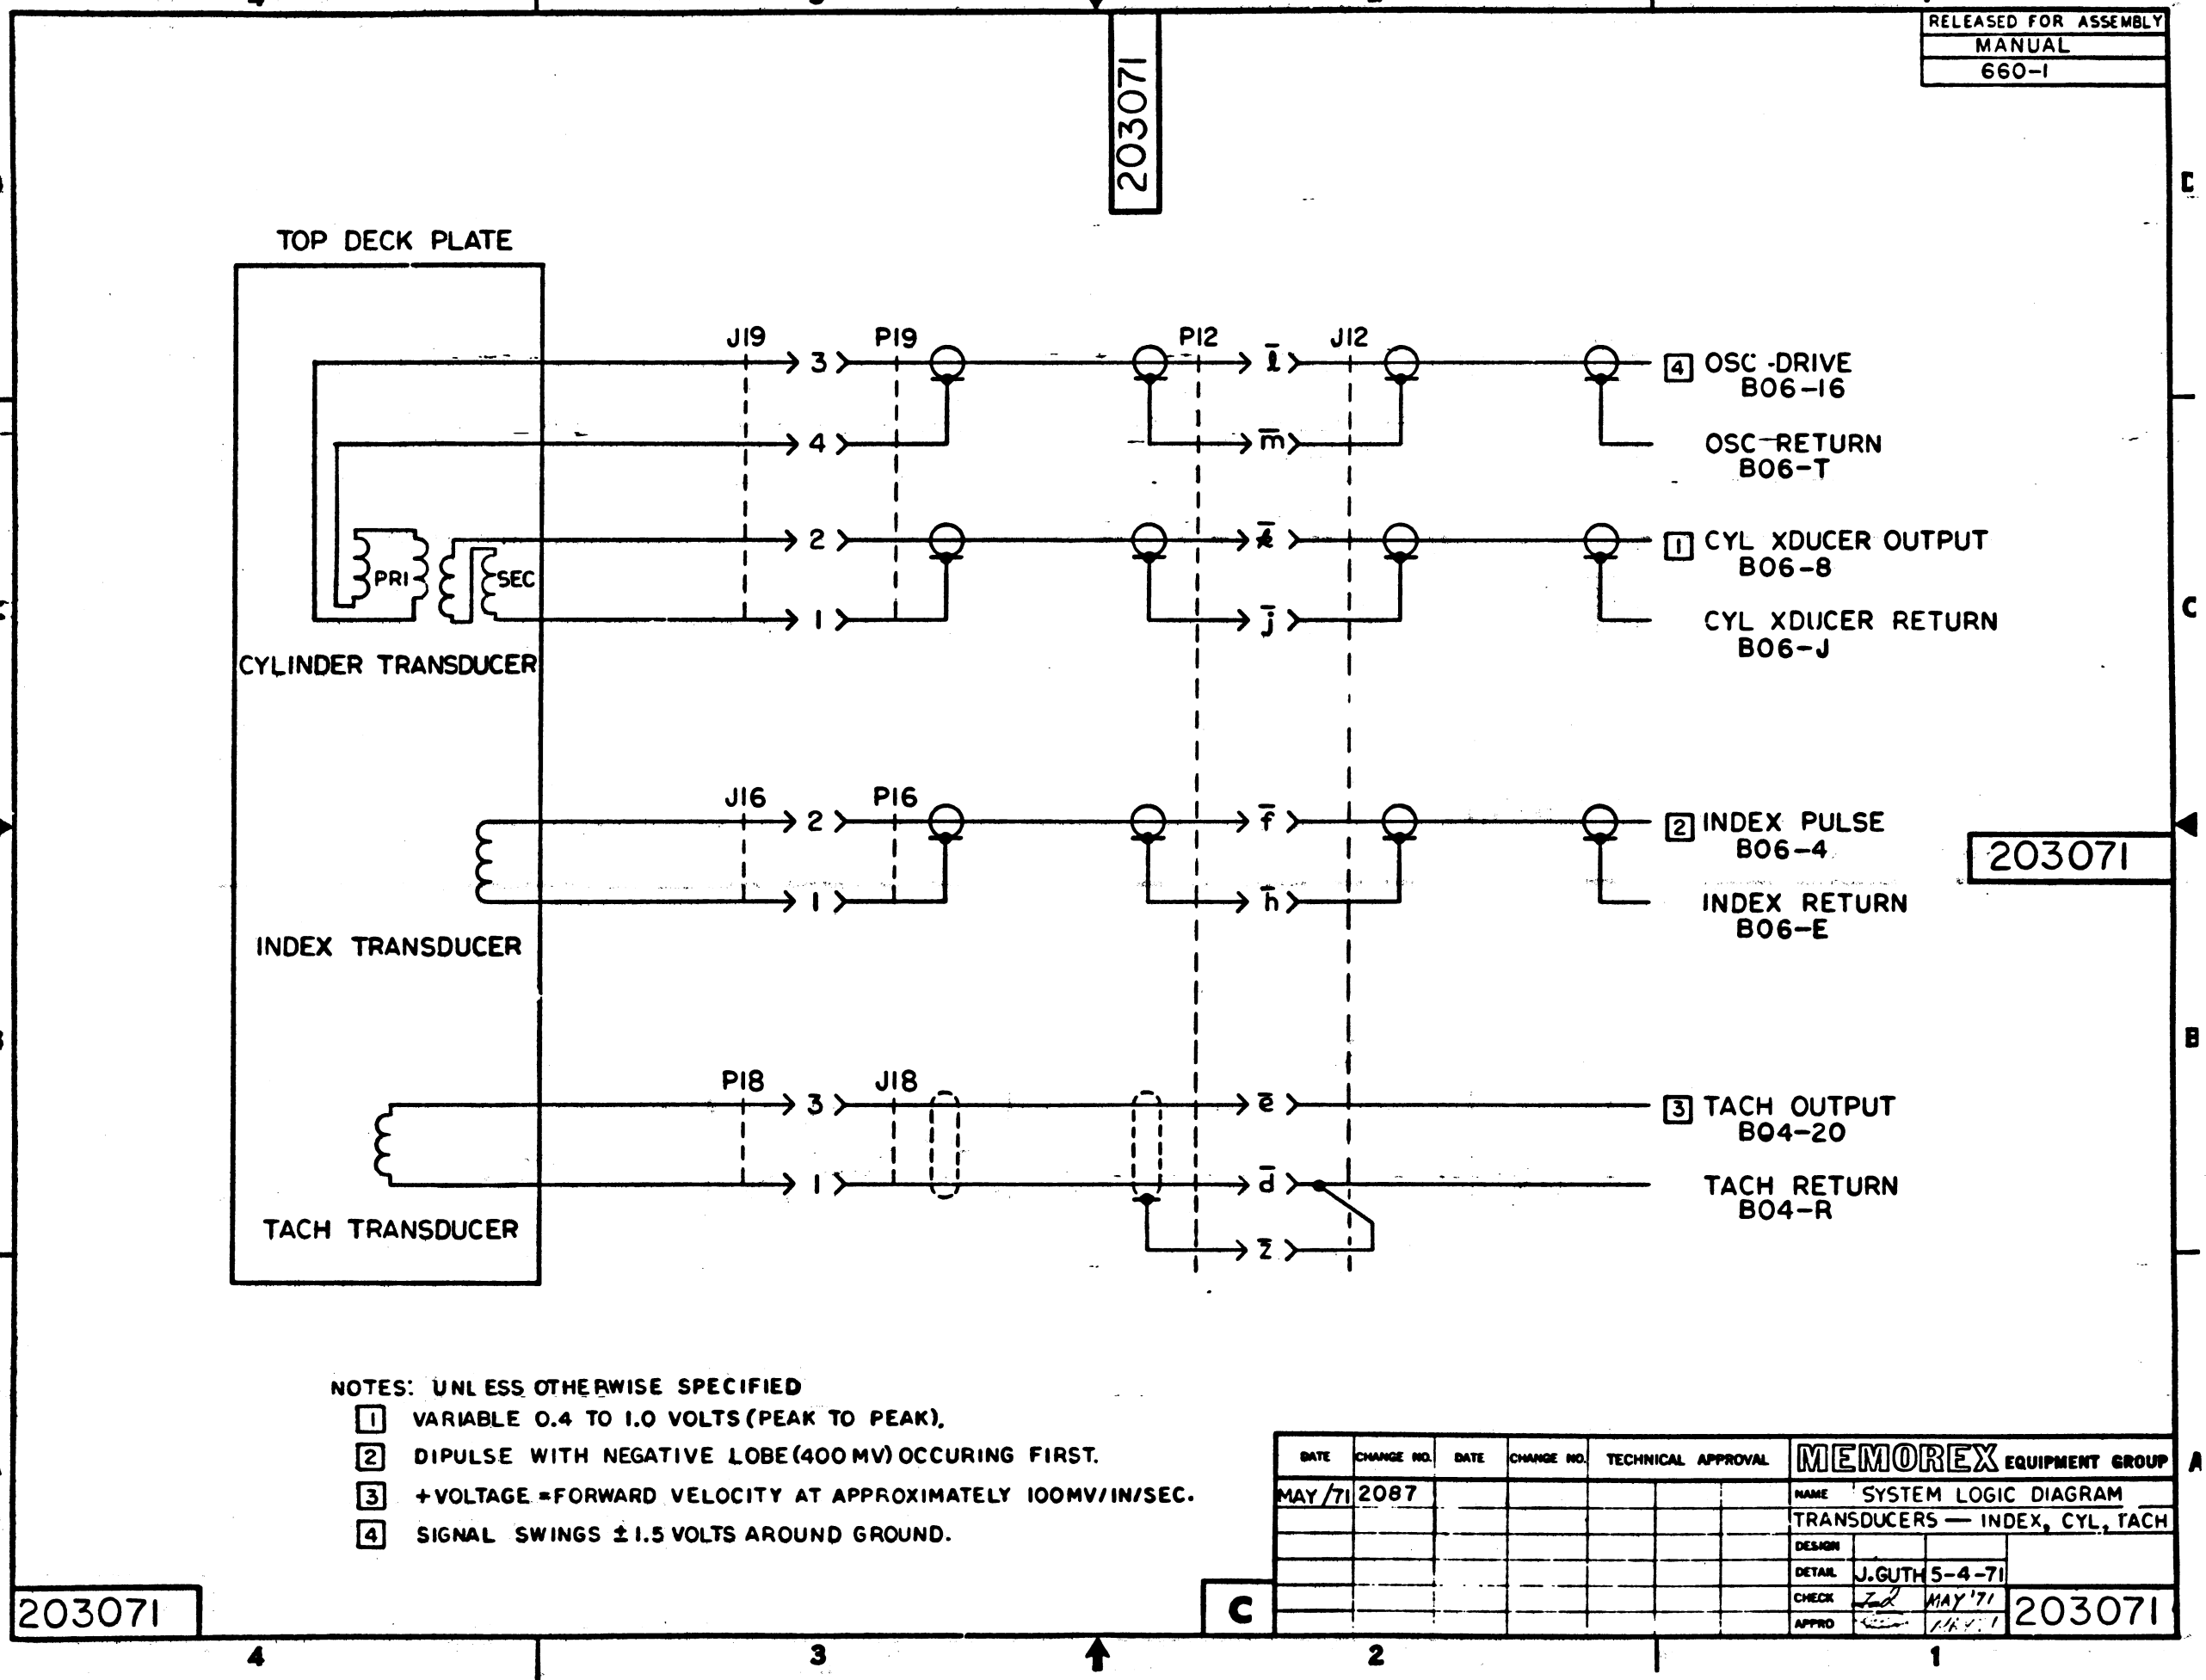 RELEASED FOR ASSEMBLY
MANUAL
660-1
203071
D
TOP DECK PLATE
J19 3 P19 P12 l̅ J12 4 OSC-DRIVE
B06-16
4 m̅ OSC-RETURN
B06-T
2 k̅ 1 CYL XDUCER OUTPUT
B06-8
PRI SEC
1 j̅ CYL XDUCER RETURN
B06-J
C
CYLINDER TRANSDUCER
J16 2 P16 f̅ 2 INDEX PULSE
B06-4
203071
1 h̅ INDEX RETURN
B06-E
INDEX TRANSDUCER
B
P18 3 J18 e̅ 3 TACH OUTPUT
B04-20
1 d̅ TACH RETURN
B04-R
TACH TRANSDUCER
z̅
NOTES: UNLESS OTHERWISE SPECIFIED
1 VARIABLE 0.4 TO 1.0 VOLTS (PEAK TO PEAK).
2 DIPULSE WITH NEGATIVE LOBE (400 MV) OCCURING FIRST.
3 +VOLTAGE = FORWARD VELOCITY AT APPROXIMATELY 100MV/IN/SEC.
4 SIGNAL SWINGS ±1.5 VOLTS AROUND GROUND.
DATE CHANGE NO. DATE CHANGE NO. TECHNICAL APPROVAL
MAY/71 2087
MEMOREX EQUIPMENT GROUP
A
NAME SYSTEM LOGIC DIAGRAM
TRANSDUCERS — INDEX, CYL, TACH
DESIGN
DETAIL J.GUTH 5-4-71
CHECK MAY '71
APPRO
203071
C
203071
4 3 2 1